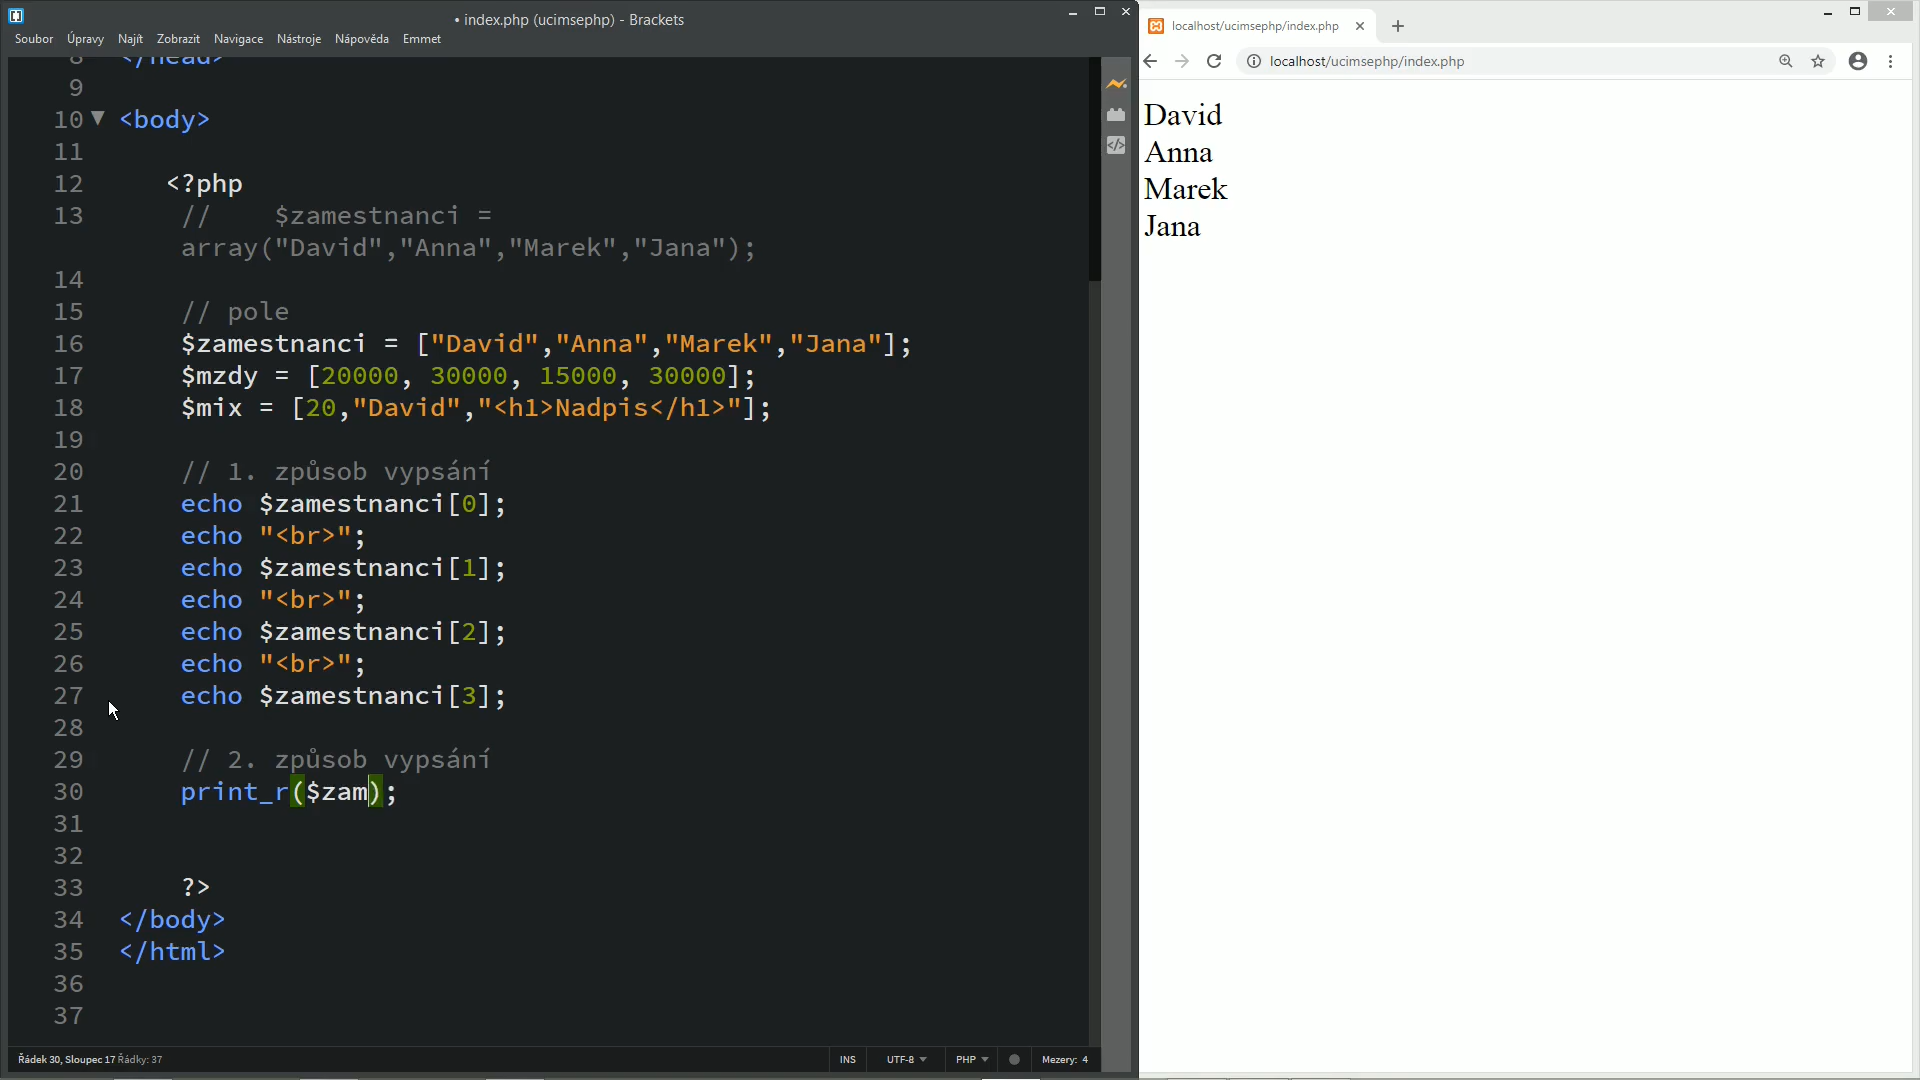 • index.php (ucimsephp) - Brackets
Soubor Úpravy Najít Zobrazit Navigace Nástroje Nápověda Emmet
8 </head>
9
10 <body>
11
12 <?php
13 // $zamestnanci =
array("David","Anna","Marek","Jana");
14
15 // pole
16 $zamestnanci = ["David","Anna","Marek","Jana"];
17 $mzdy = [20000, 30000, 15000, 30000];
18 $mix = [20,"David","<h1>Nadpis</h1>"];
19
20 // 1. způsob vypsání
21 echo $zamestnanci[0];
22 echo "<br>";
23 echo $zamestnanci[1];
24 echo "<br>";
25 echo $zamestnanci[2];
26 echo "<br>";
27 echo $zamestnanci[3];
28
29 // 2. způsob vypsání
30 print_r($zam);
31
32
33 ?>
34 </body>
35 </html>
36
37
Řádek 30, Sloupec 17 Řádky: 37
INS UTF-8 PHP Mezery: 4
localhost/ucimsephp/index.php
localhost/ucimsephp/index.php
David
Anna
Marek
Jana